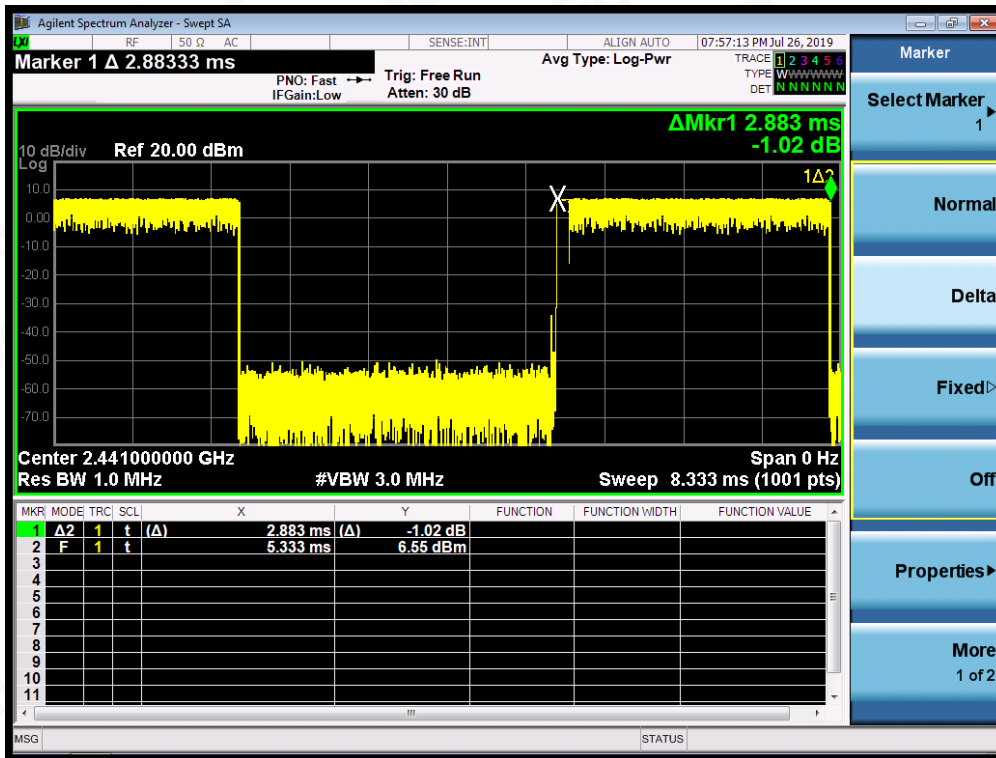 Agilent Spectrum Analyzer - Swept SA
LXI RF 50 Ω AC SENSE:INT ALIGN AUTO 07:57:13 PM Jul 26, 2019
Marker 1 Δ 2.88333 ms
PNO: Fast
IFGain:Low
Trig: Free Run
Atten: 30 dB
Avg Type: Log-Pwr
TRACE 1 2 3 4 5 6
TYPE WWWWWW
DET N N N N N N
ΔMkr1 2.883 ms
-1.02 dB
10 dB/div Ref 20.00 dBm
Log
1Δ2
10.0
0.00
-10.0
-20.0
-30.0
-40.0
-50.0
-60.0
-70.0
Center 2.441000000 GHz Span 0 Hz
Res BW 1.0 MHz #VBW 3.0 MHz Sweep 8.333 ms (1001 pts)
MKR MODE TRC SCL X Y FUNCTION FUNCTION WIDTH FUNCTION VALUE
1 Δ2 1 t (Δ) 2.883 ms (Δ) -1.02 dB
2 F 1 t 5.333 ms 6.55 dBm
3
4
5
6
7
8
9
10
11
MSG STATUS
Marker
Select Marker
1
Normal
Delta
Fixed
Off
Properties
More
1 of 2